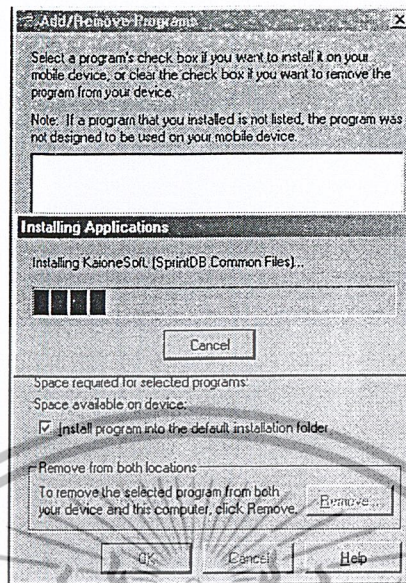 Add/Remove Programs
Select a program's check box if you want to install it on your
mobile device, or clear the check box if you want to remove the
program from your device.
Note: If a program that you installed is not listed, the program was
not designed to be used on your mobile device.
Installing Applications
Installing KaioneSoft, (SprintDB Common Files)...
Cancel
Space required for selected programs:
Space available on device:
Install program into the default installation folder
Remove from both locations
To remove the selected program from both
your device and this computer, click Remove.
Remove...
OK
Cancel
Help